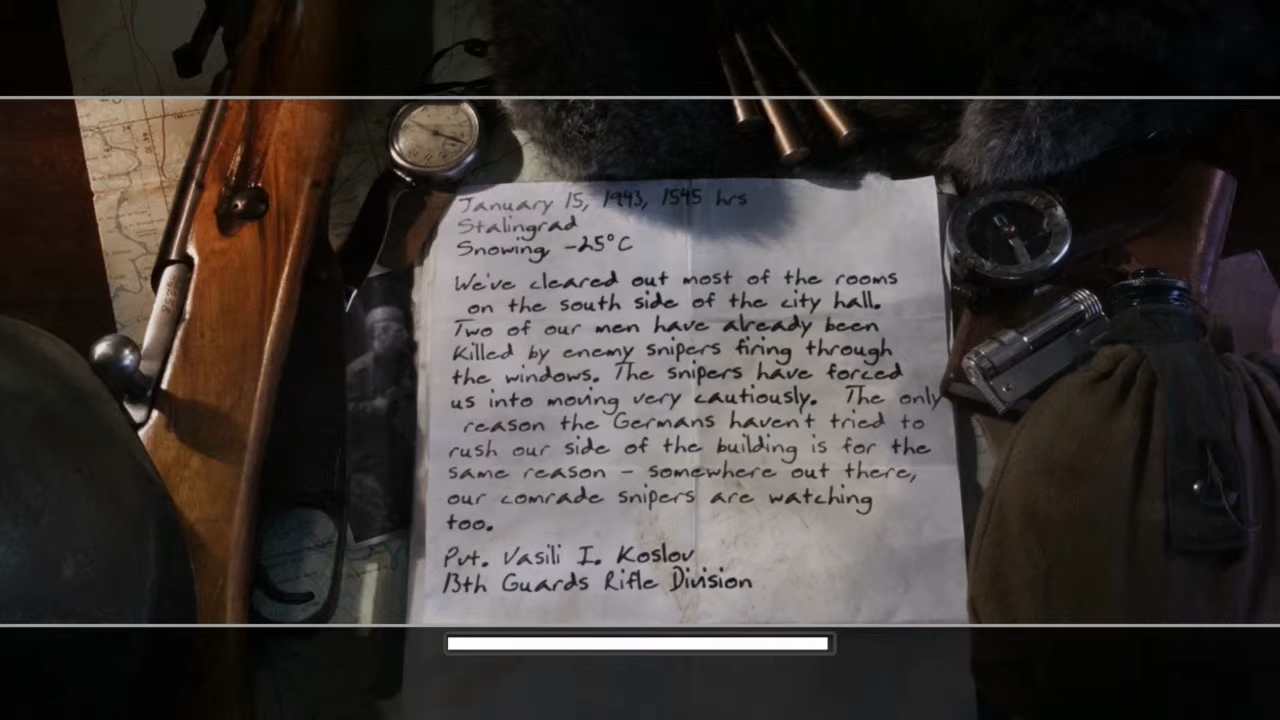 January 15, 1943, 1545 hrs
Stalingrad
Snowing -25°C
We've cleared out most of the rooms
on the south side of the city hall.
Two of our men have already been
killed by enemy snipers firing through
the windows. The snipers have forced
us into moving very cautiously. The only
reason the Germans haven't tried to
rush our side of the building is for the
same reason – somewhere out there,
our comrade snipers are watching
too.
Pvt. Vasili I. Koslov
13th Guards Rifle Division